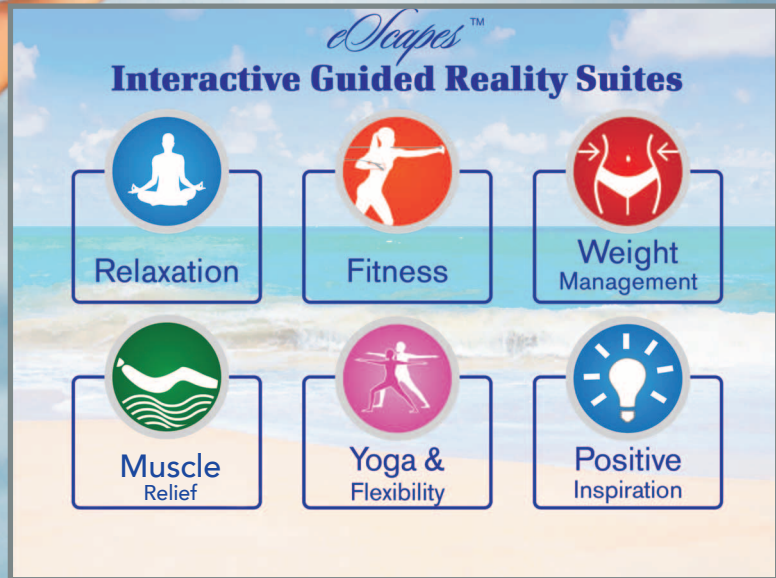 eScapes™
Interactive Guided Reality Suites
Relaxation
Fitness
Weight
Management
Muscle
Relief
Yoga &
Flexibility
Positive
Inspiration